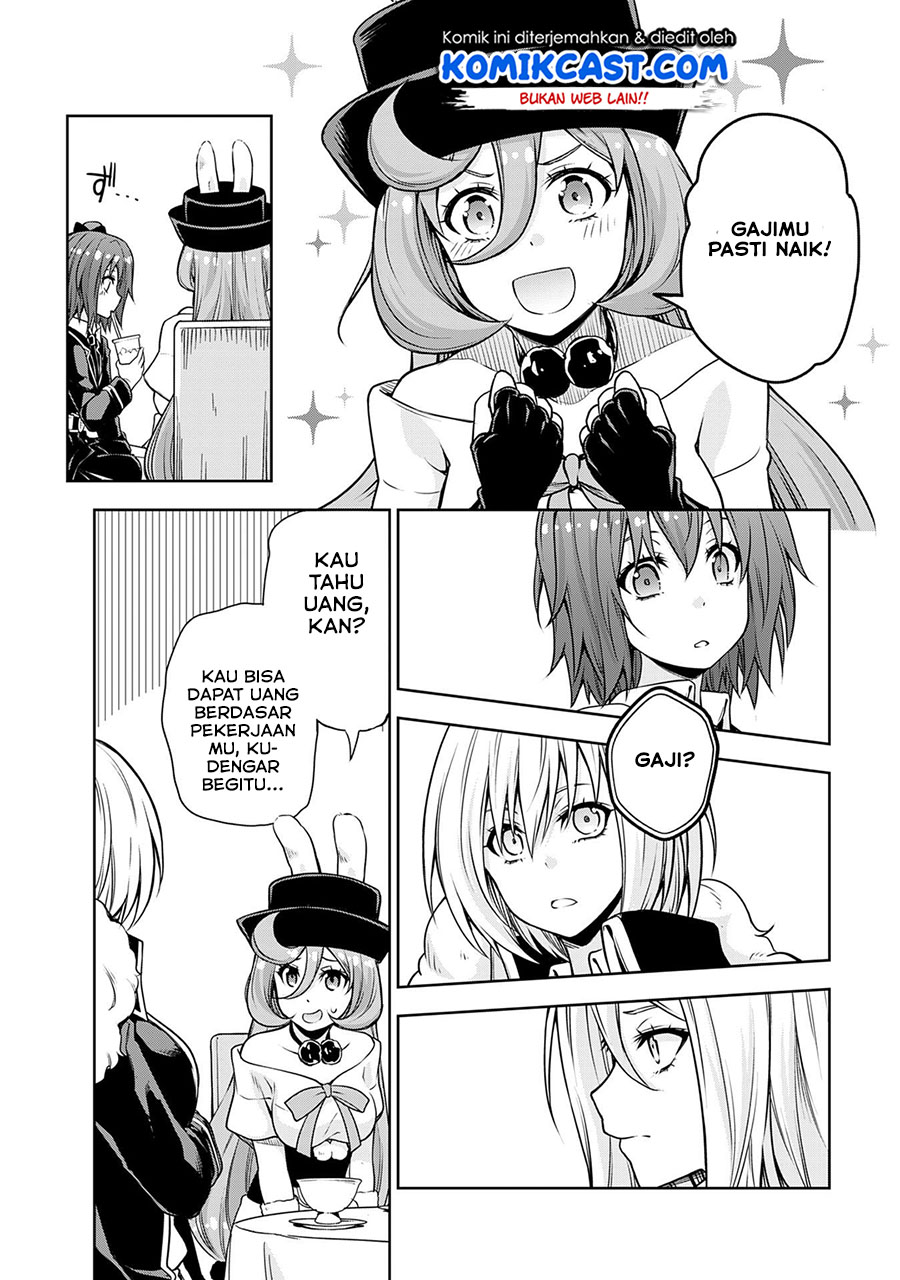 Komik ini diterjemahkan & diedit oleh
KOMIKCAST.COM
BUKAN WEB LAIN!!
GAJIMU
PASTI NAIK!
ず……
GAJI?
KAU
TAHU
UANG,
KAN?
KAU BISA
DAPAT UANG
BERDASAR
PEKERJAAN
MU, KU-
DENGAR
BEGITU...